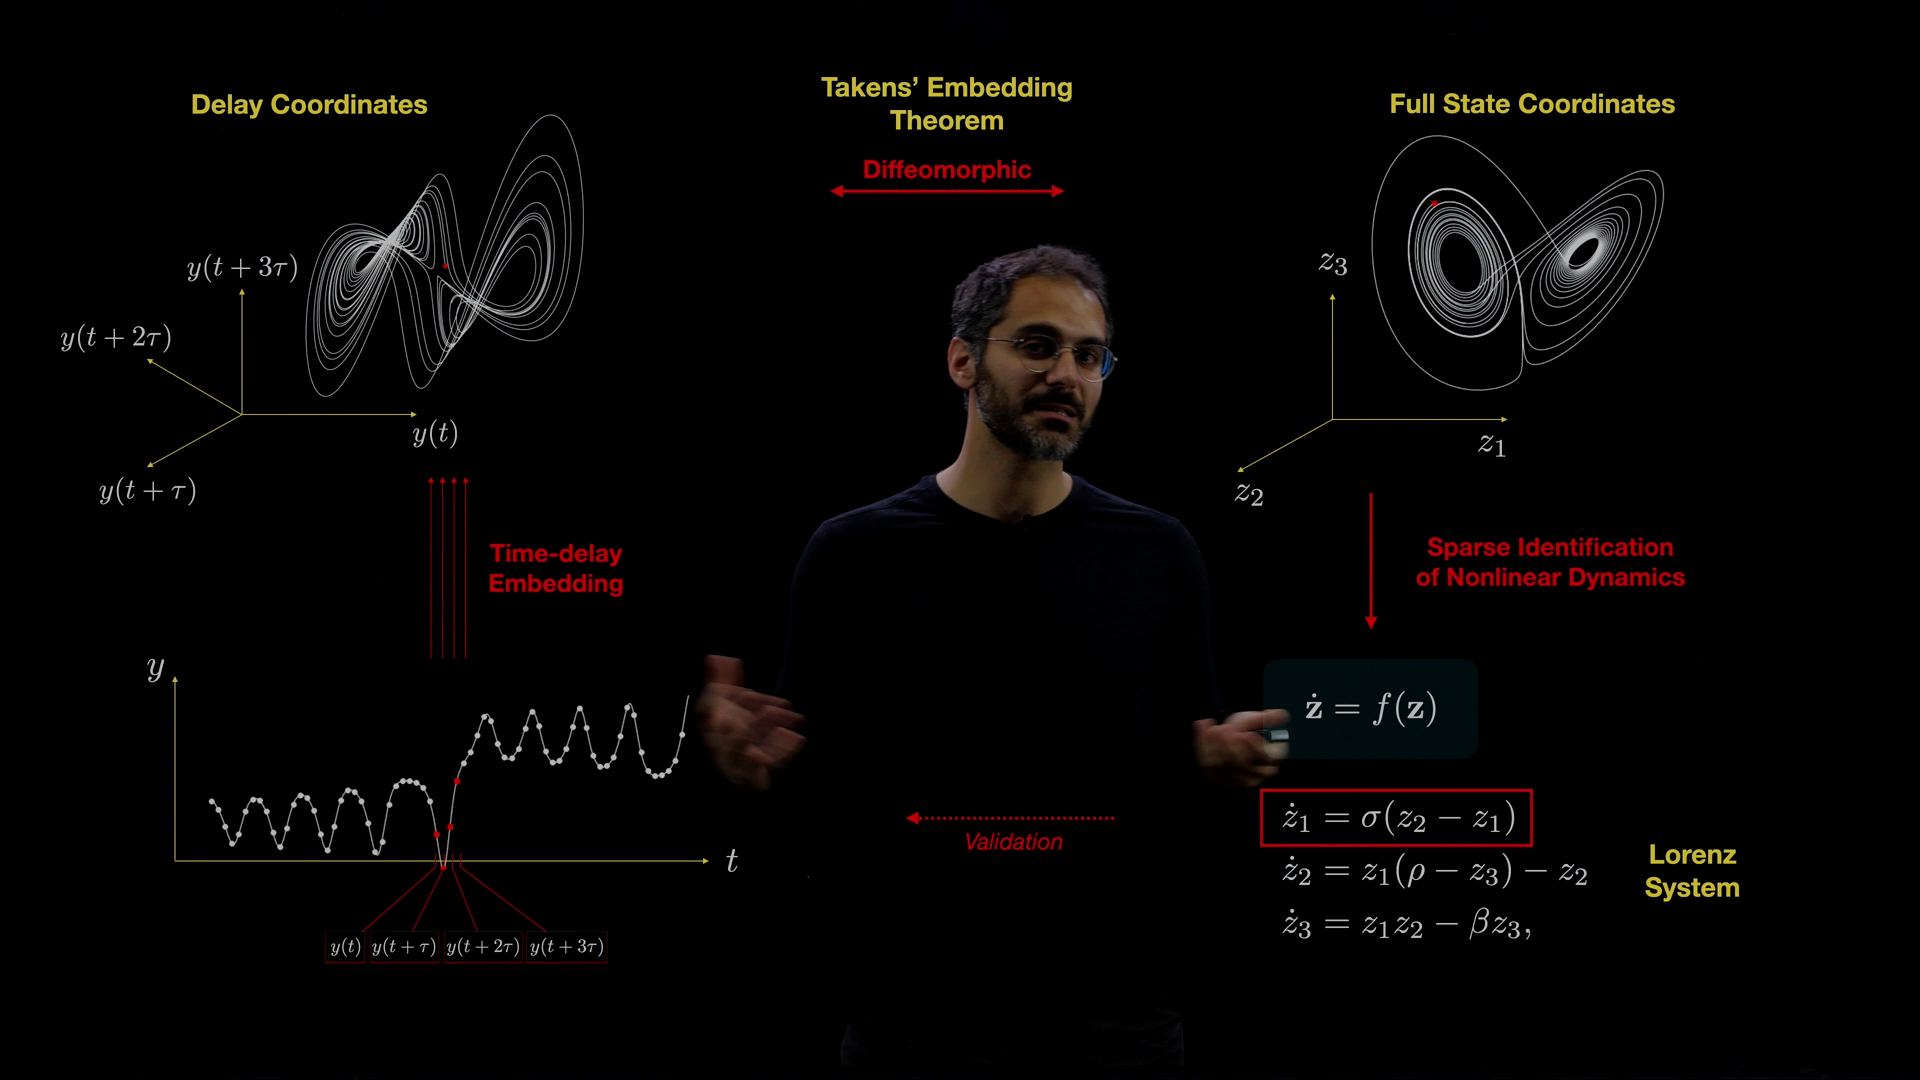 Delay Coordinates
Takens’ Embedding
Theorem
Diffeomorphic
Full State Coordinates
y(t + 3τ)
y(t + 2τ)
y(t)
y(t + τ)
z₃
z₁
z₂
Time-delay
Embedding
Sparse Identification
of Nonlinear Dynamics
y
t
y(t) y(t + τ) y(t + 2τ) y(t + 3τ)
Validation
ż = f(z)
ż₁ = σ(z₂ − z₁)
ż₂ = z₁(ρ − z₃) − z₂
ż₃ = z₁z₂ − βz₃,
Lorenz
System